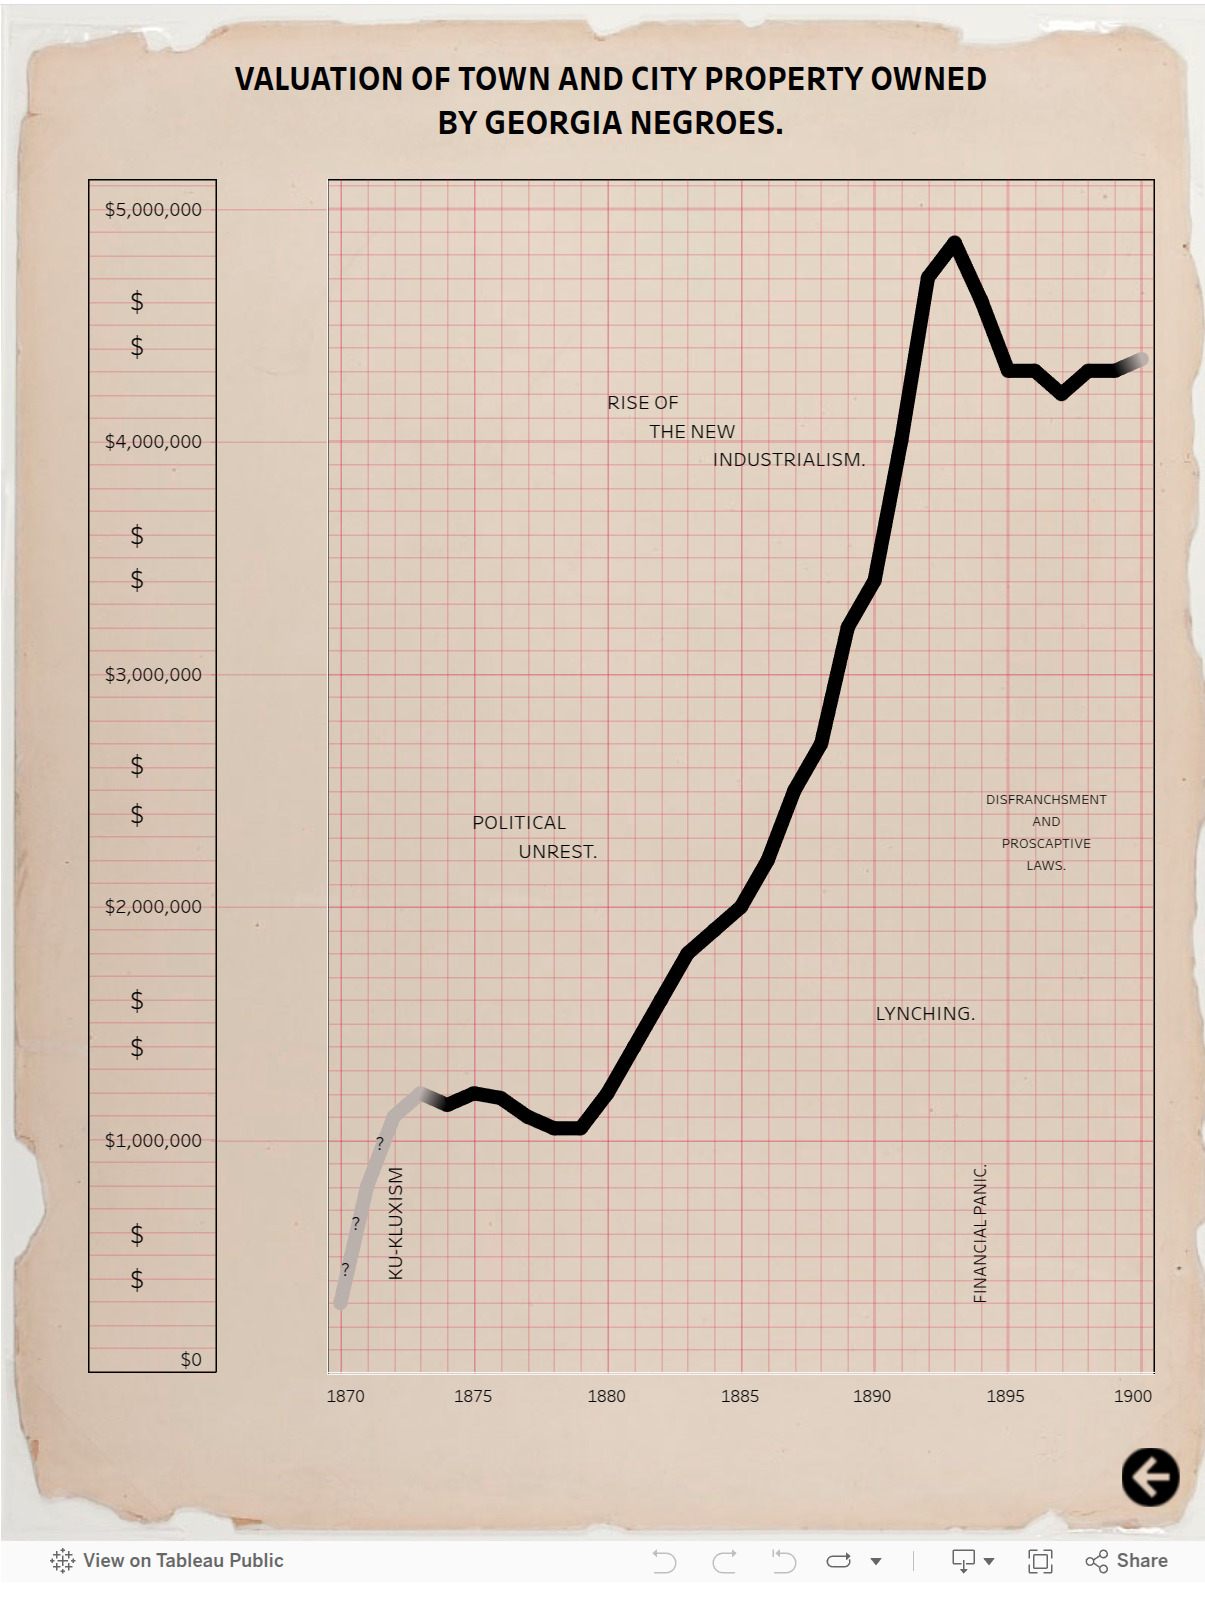 VALUATION OF TOWN AND CITY PROPERTY OWNED
BY GEORGIA NEGROES.
$5,000,000
$
$
$4,000,000
$
$
$3,000,000
$
$
$2,000,000
$
$
$1,000,000
$
$
$0
RISE OF
THE NEW
INDUSTRIALISM.
POLITICAL
UNREST.
DISFRANCHSMENT
AND
PROSCAPTIVE
LAWS.
LYNCHING.
?
?
?
KU-KLUXISM
FINANCIAL PANIC.
1870 1875 1880 1885 1890 1895 1900
View on Tableau Public
Share